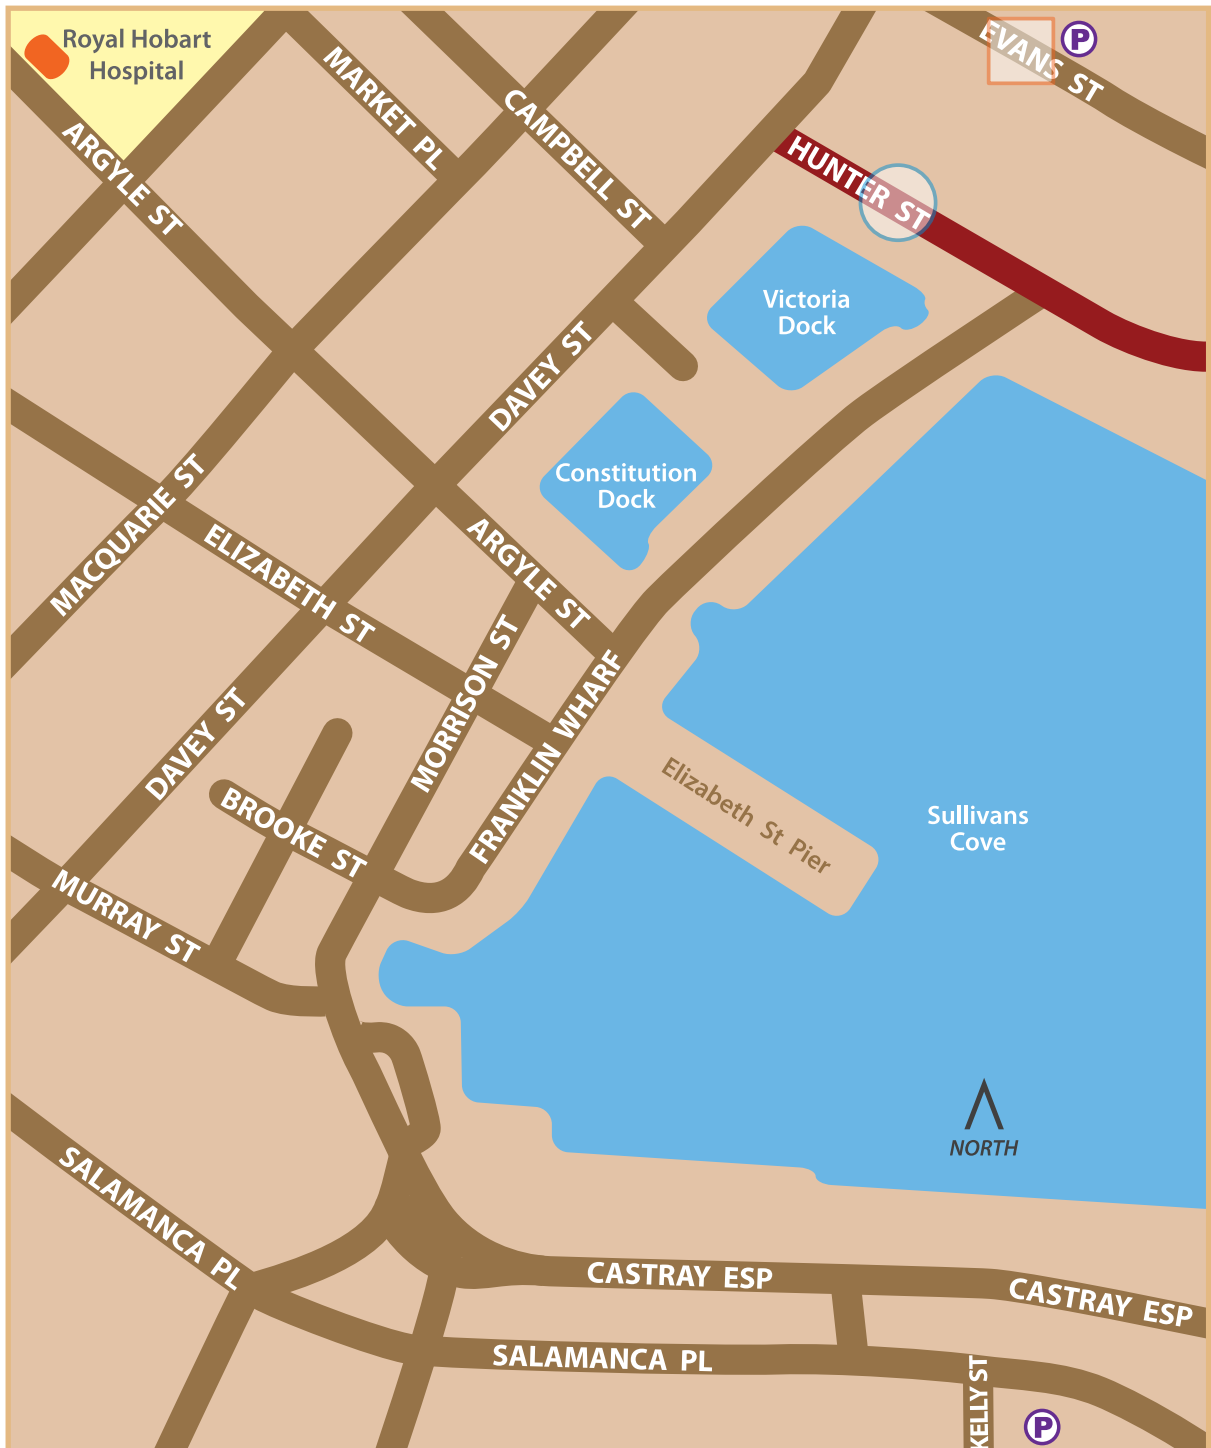 Royal Hobart
Hospital
MARKET PL
CAMPBELL ST
EVANS ST
P
ARGYLE ST
HUNTER ST
Victoria
Dock
DAVEY ST
Constitution
Dock
MACQUARIE ST
ELIZABETH ST
ARGYLE ST
MORRISON ST
FRANKLIN WHARF
DAVEY ST
BROOKE ST
Elizabeth St Pier
Sullivans
Cove
MURRAY ST
NORTH
SALAMANCA PL
CASTRAY ESP
CASTRAY ESP
SALAMANCA PL
KELLY ST
P